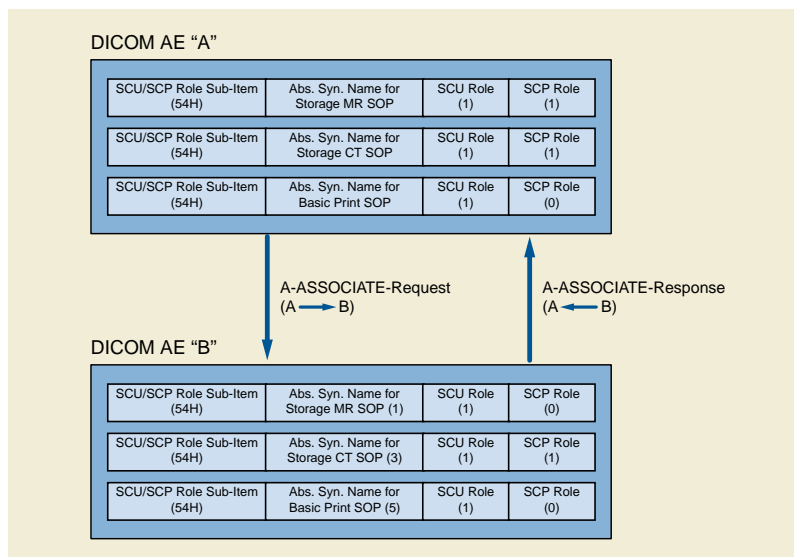 DICOM AE “A”
SCU/SCP Role Sub-Item (54H) Abs. Syn. Name for Storage MR SOP SCU Role (1) SCP Role (1)
SCU/SCP Role Sub-Item (54H) Abs. Syn. Name for Storage CT SOP SCU Role (1) SCP Role (1)
SCU/SCP Role Sub-Item (54H) Abs. Syn. Name for Basic Print SOP SCU Role (1) SCP Role (0)
A-ASSOCIATE-Request
(A B)
A-ASSOCIATE-Response
(A B)
DICOM AE “B”
SCU/SCP Role Sub-Item (54H) Abs. Syn. Name for Storage MR SOP (1) SCU Role (1) SCP Role (0)
SCU/SCP Role Sub-Item (54H) Abs. Syn. Name for Storage CT SOP (3) SCU Role (1) SCP Role (1)
SCU/SCP Role Sub-Item (54H) Abs. Syn. Name for Basic Print SOP (5) SCU Role (1) SCP Role (0)